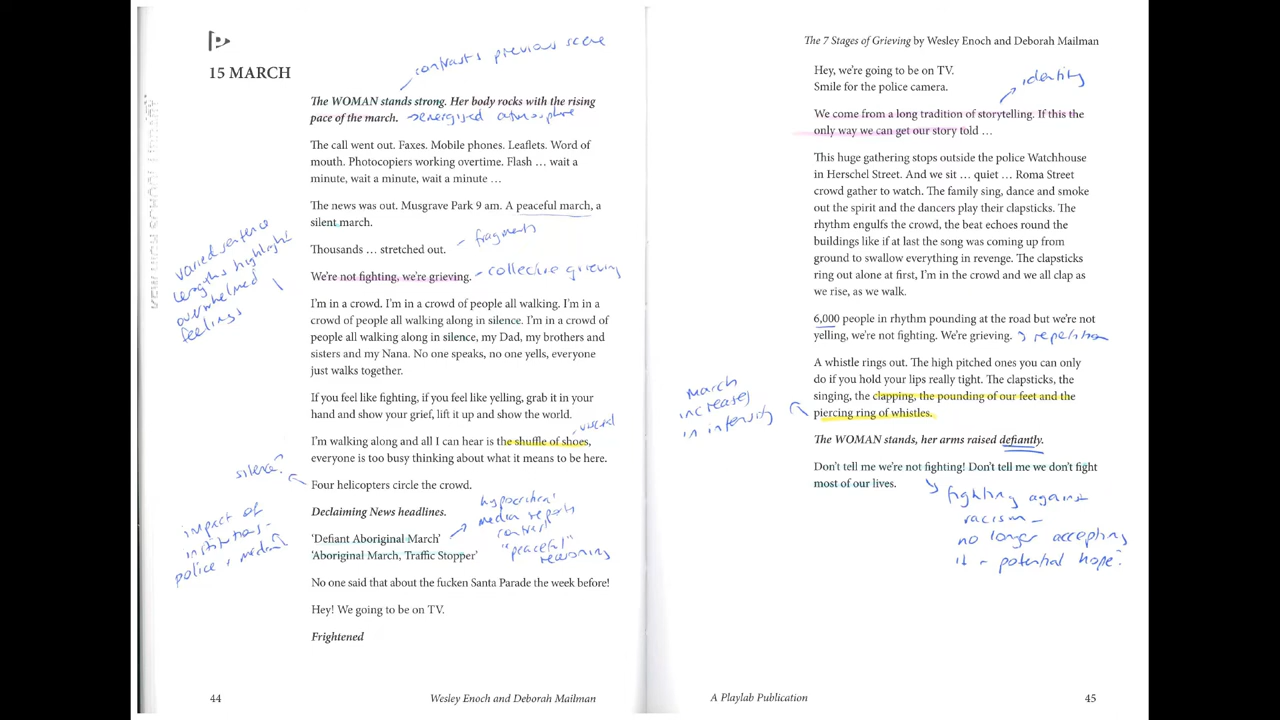 15 MARCH
contrasts previous scene
The WOMAN stands strong. Her body rocks with the rising
pace of the march.
→ energised atmosphere
The call went out. Faxes. Mobile phones. Leaflets. Word of
mouth. Photocopiers working overtime. Flash … wait a
minute, wait a minute, wait a minute …
The news was out. Musgrave Park 9 am. A peaceful march, a
silent march.
Thousands … stretched out.
- fragments
varied sentence
lengths highlight
overwhelmed
feelings
We're not fighting, we're grieving.
- collective grieving
I'm in a crowd. I'm in a crowd of people all walking. I'm in a
crowd of people all walking along in silence. I'm in a crowd of
people all walking along in silence, my Dad, my brothers and
sisters and my Nana. No one speaks, no one yells, everyone
just walks together.
If you feel like fighting, if you feel like yelling, grab it in your
hand and show your grief, lift it up and show the world.
I'm walking along and all I can hear is the shuffle of shoes,
everyone is too busy thinking about what it means to be here.
silence?
Four helicopters circle the crowd.
impact of
institutions -
police + media
Declaiming News headlines.
'Defiant Aboriginal March'
'Aboriginal March, Traffic Stopper'
media reports
contrast
"peaceful"
reasoning
No one said that about the fucken Santa Parade the week before!
Hey! We going to be on TV.
Frightened
44
Wesley Enoch and Deborah Mailman
The 7 Stages of Grieving by Wesley Enoch and Deborah Mailman
Hey, we're going to be on TV.
Smile for the police camera.
identity
We come from a long tradition of storytelling. If this the
only way we can get our story told …
This huge gathering stops outside the police Watchhouse
in Herschel Street. And we sit … quiet … Roma Street
crowd gather to watch. The family sing, dance and smoke
out the spirit and the dancers play their clapsticks. The
rhythm engulfs the crowd, the beat echoes round the
buildings like if at last the song was coming up from
ground to swallow everything in revenge. The clapsticks
ring out alone at first, I'm in the crowd and we all clap as
we rise, as we walk.
6,000 people in rhythm pounding at the road but we're not
yelling, we're not fighting. We're grieving.
repetition
A whistle rings out. The high pitched ones you can only
do if you hold your lips really tight. The clapsticks, the
singing, the clapping, the pounding of our feet and the
piercing ring of whistles.
march
increases
in intensity
The WOMAN stands, her arms raised defiantly.
Don't tell me we're not fighting! Don't tell me we don't fight
most of our lives.
fighting against
racism -
no longer accepting
it - potential hope?
A Playlab Publication
45